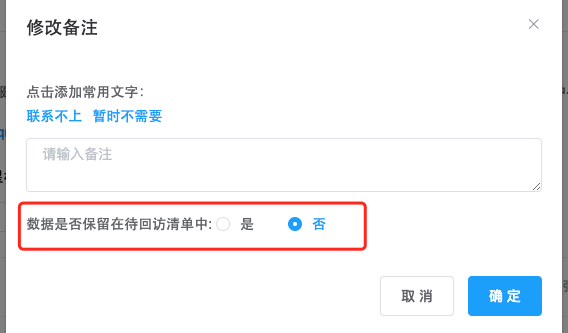 修改备注
点击添加常用文字：
联系不上 暂时不需要
请输入备注
数据是否保留在待回访清单中: 是 否
取消 确定